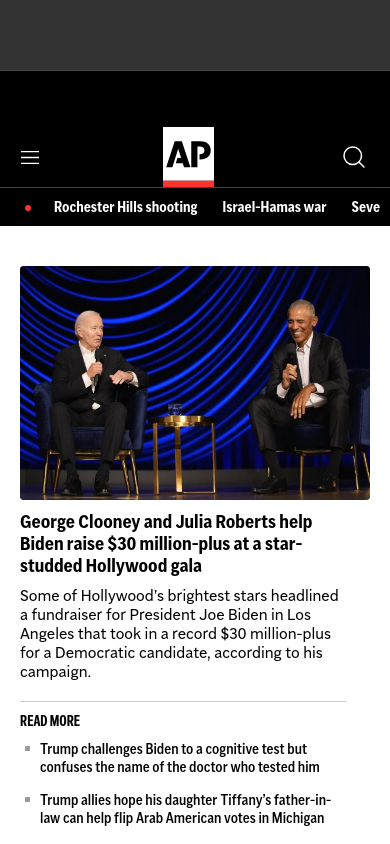 AP
Rochester Hills shooting
Israel-Hamas war
Seve
George Clooney and Julia Roberts help
Biden raise $30 million-plus at a star-
studded Hollywood gala
Some of Hollywood’s brightest stars headlined
a fundraiser for President Joe Biden in Los
Angeles that took in a record $30 million-plus
for a Democratic candidate, according to his
campaign.
READ MORE
Trump challenges Biden to a cognitive test but
confuses the name of the doctor who tested him
Trump allies hope his daughter Tiffany’s father-in-
law can help flip Arab American votes in Michigan